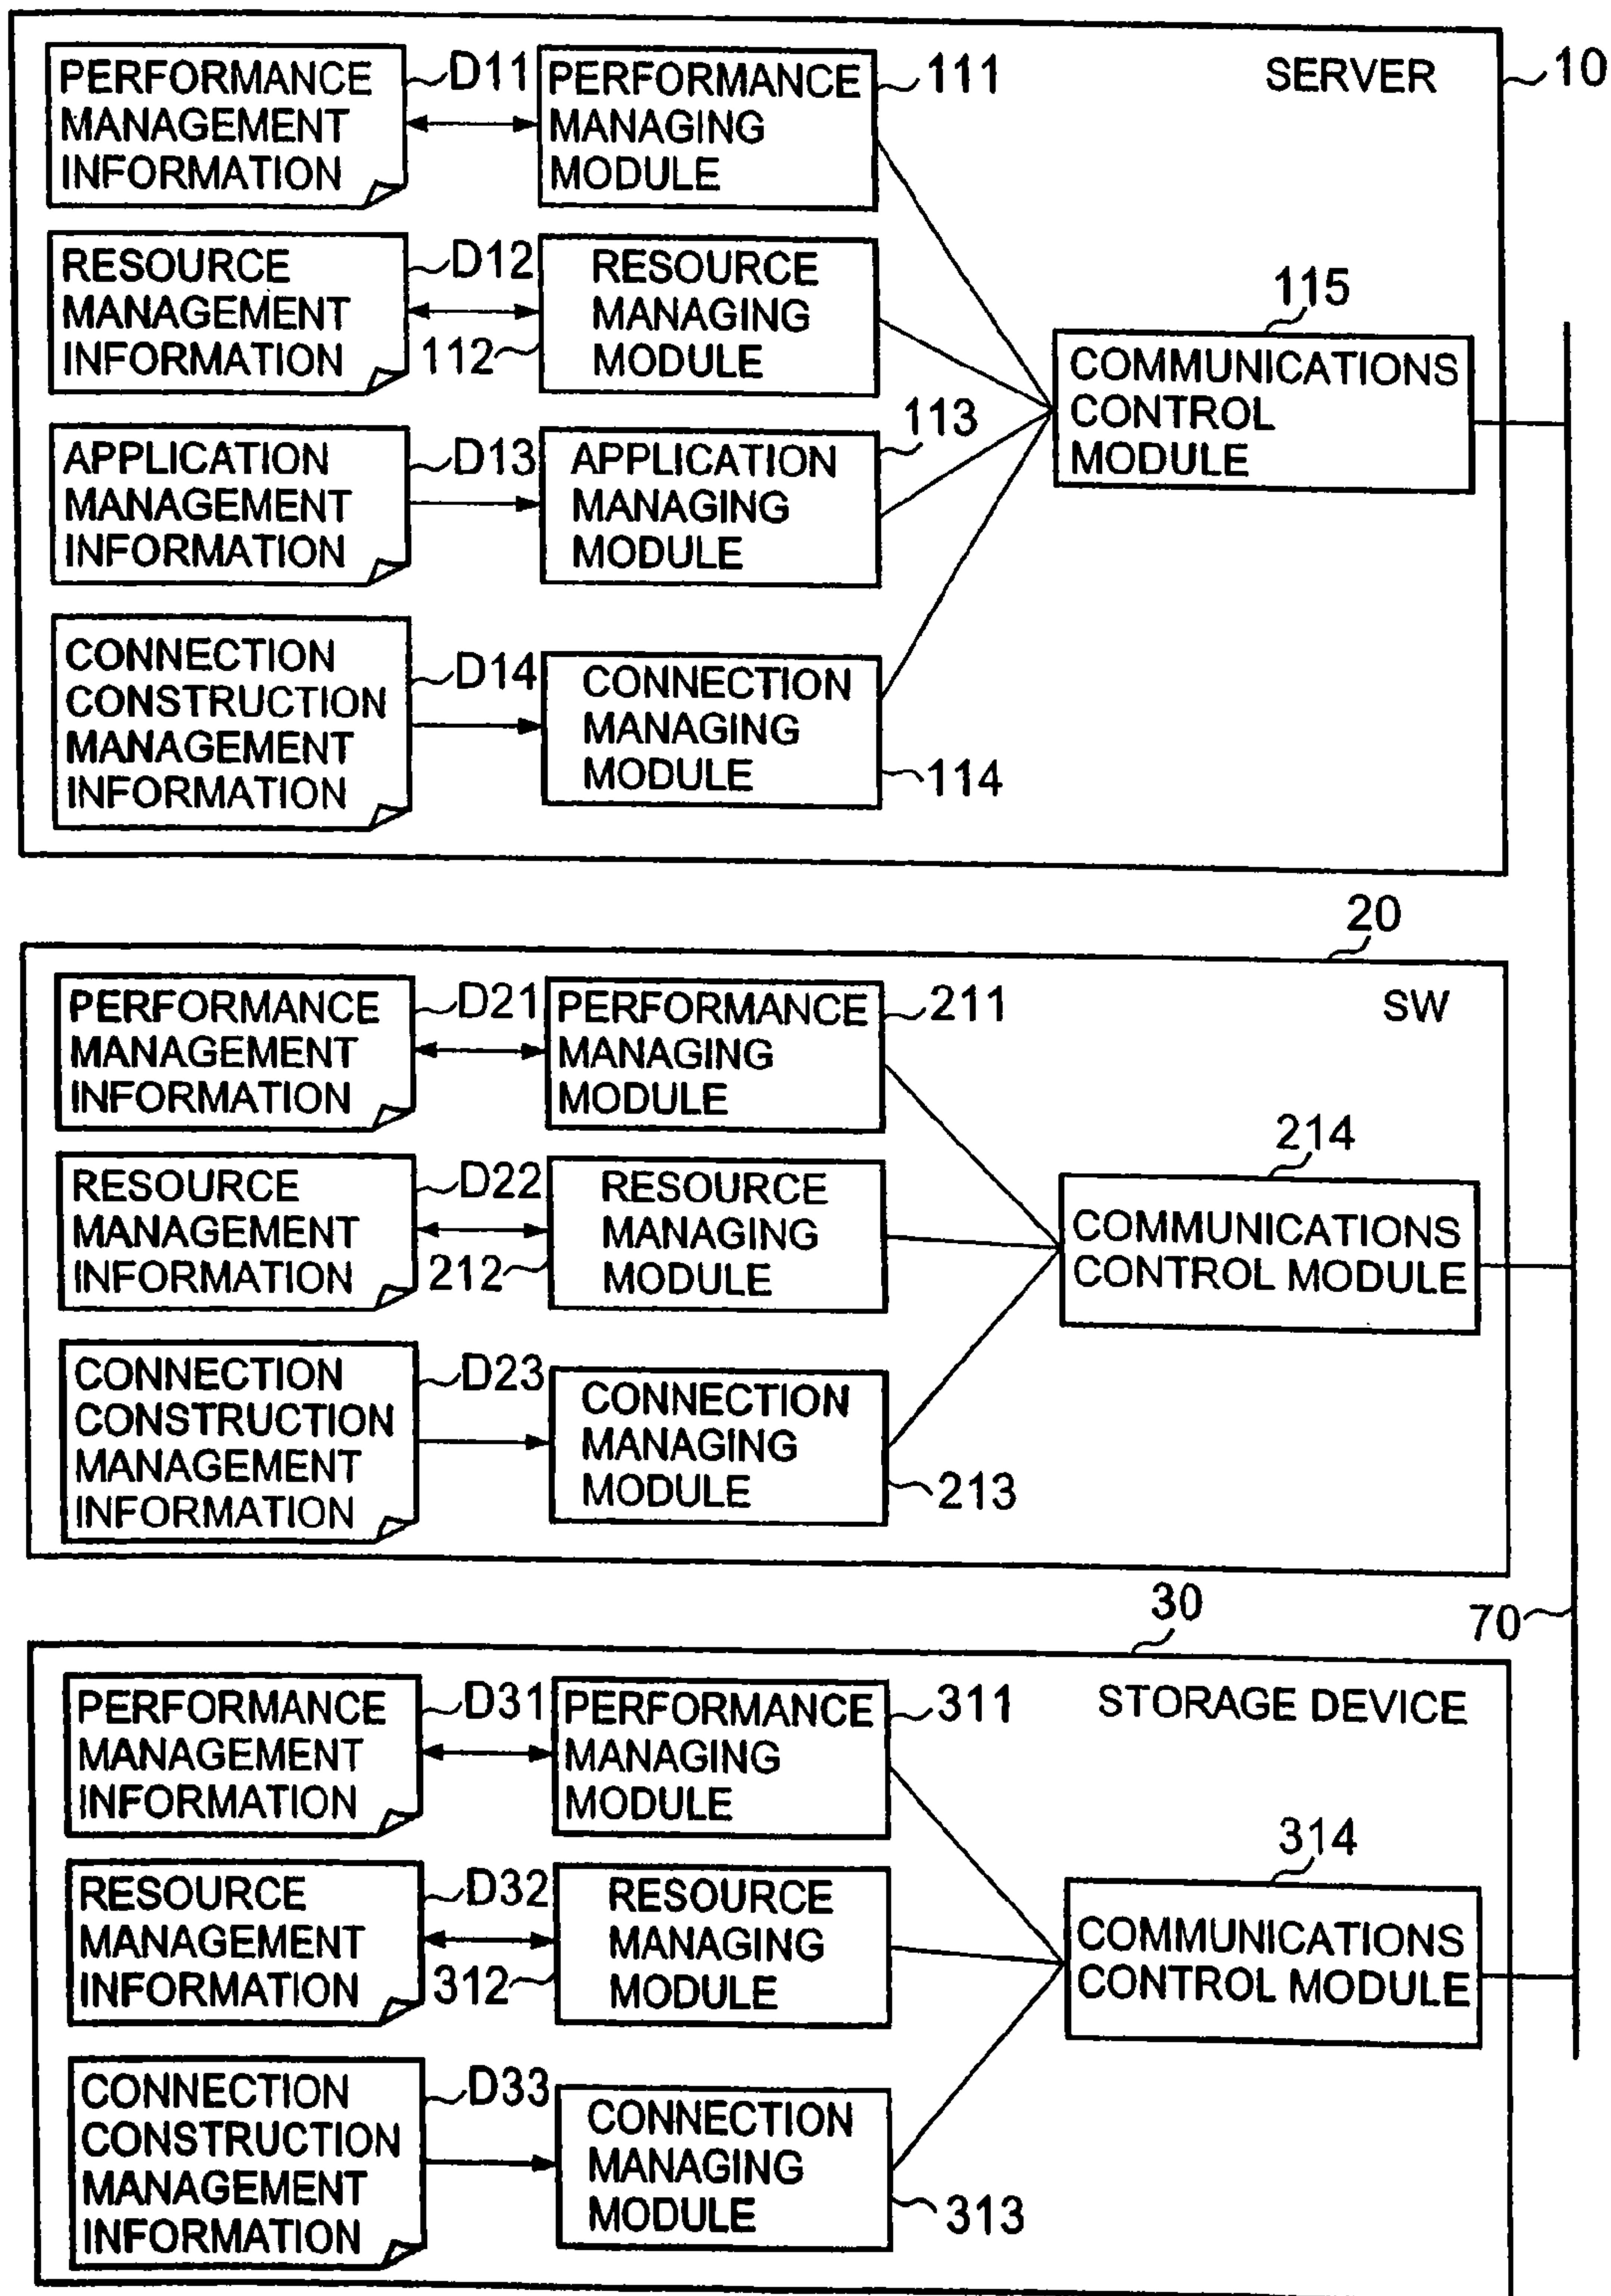 SERVER
10
PERFORMANCE
MANAGEMENT
INFORMATION
D11
PERFORMANCE
MANAGING
MODULE
111
RESOURCE
MANAGEMENT
INFORMATION
D12
112
RESOURCE
MANAGING
MODULE
APPLICATION
MANAGEMENT
INFORMATION
D13
APPLICATION
MANAGING
MODULE
113
CONNECTION
CONSTRUCTION
MANAGEMENT
INFORMATION
D14
CONNECTION
MANAGING
MODULE
114
115
COMMUNICATIONS
CONTROL
MODULE
20
SW
PERFORMANCE
MANAGEMENT
INFORMATION
D21
PERFORMANCE
MANAGING
MODULE
211
RESOURCE
MANAGEMENT
INFORMATION
D22
212
RESOURCE
MANAGING
MODULE
CONNECTION
CONSTRUCTION
MANAGEMENT
INFORMATION
D23
CONNECTION
MANAGING
MODULE
213
214
COMMUNICATIONS
CONTROL MODULE
70
30
STORAGE DEVICE
PERFORMANCE
MANAGEMENT
INFORMATION
D31
PERFORMANCE
MANAGING
MODULE
311
RESOURCE
MANAGEMENT
INFORMATION
D32
312
RESOURCE
MANAGING
MODULE
CONNECTION
CONSTRUCTION
MANAGEMENT
INFORMATION
D33
CONNECTION
MANAGING
MODULE
313
314
COMMUNICATIONS
CONTROL MODULE